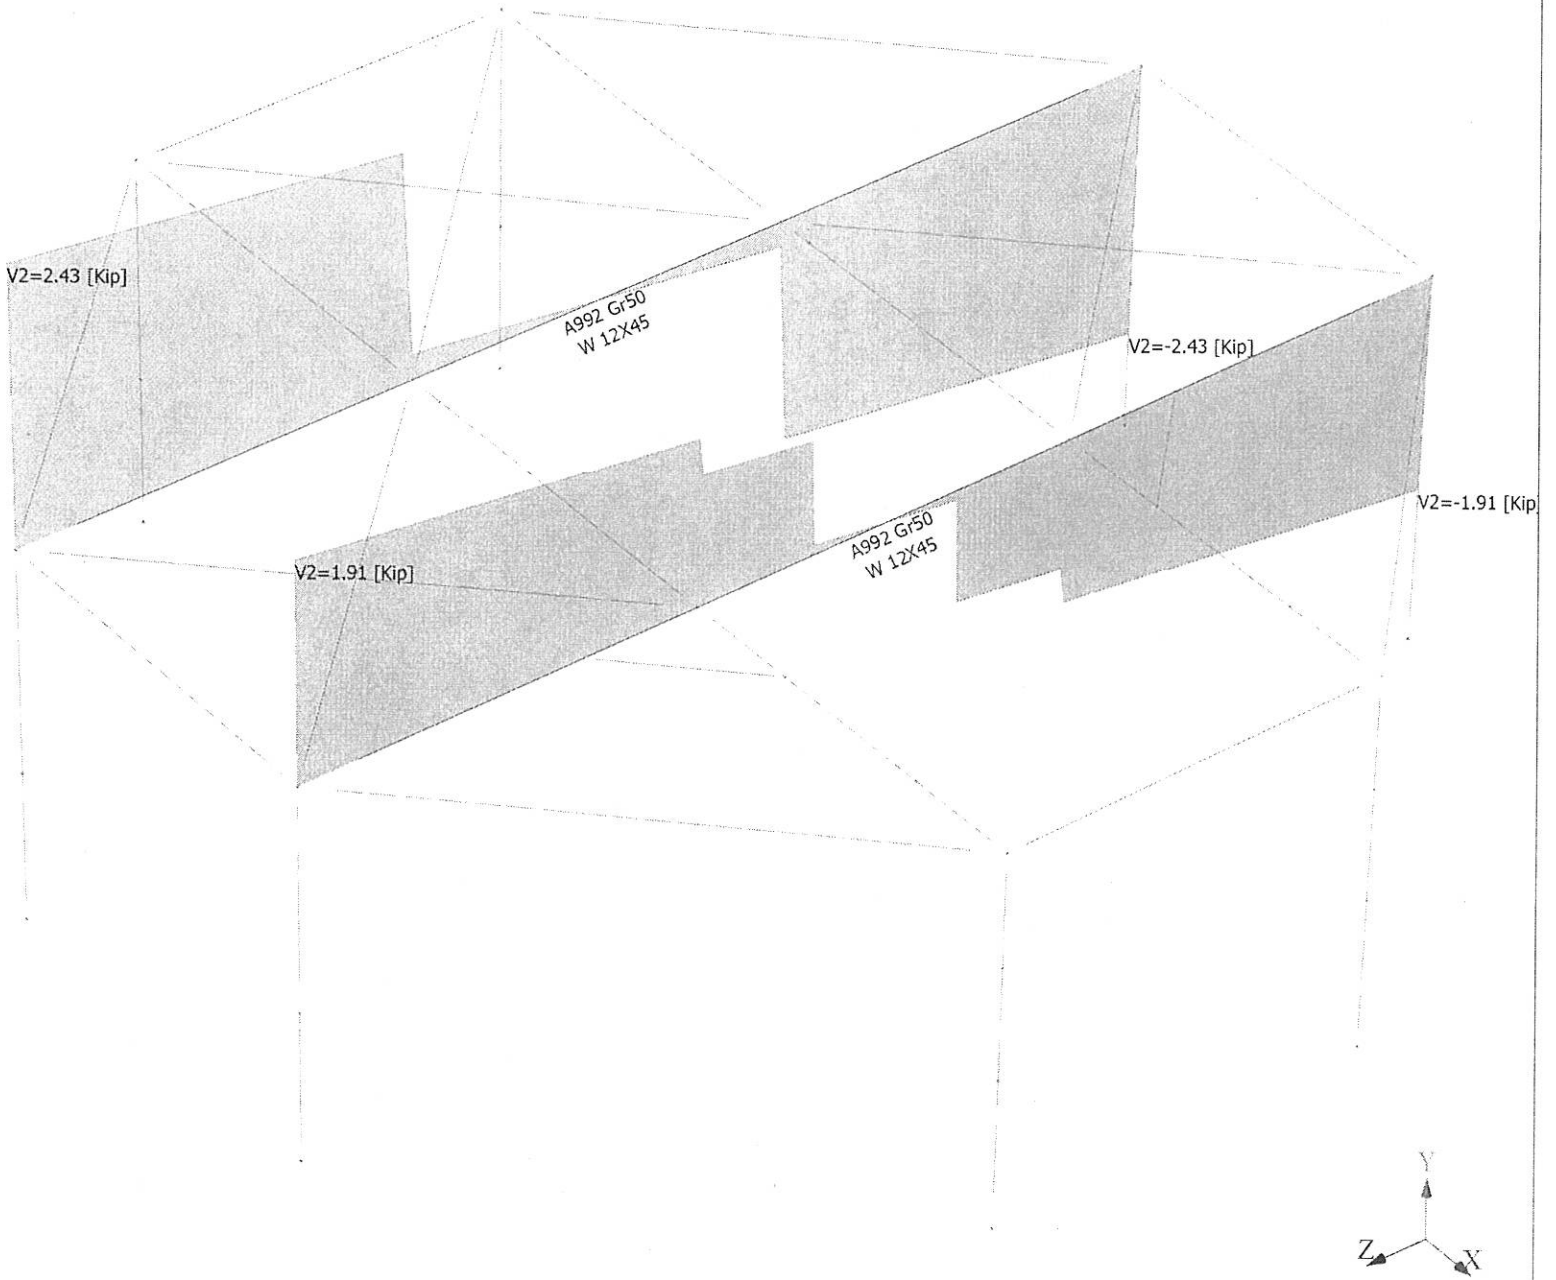 V2=2.43 [Kip]
A992 Gr50
W 12X45
V2=-2.43 [Kip]
V2=1.91 [Kip]
A992 Gr50
W 12X45
V2=-1.91 [Kip
Y
Z
X